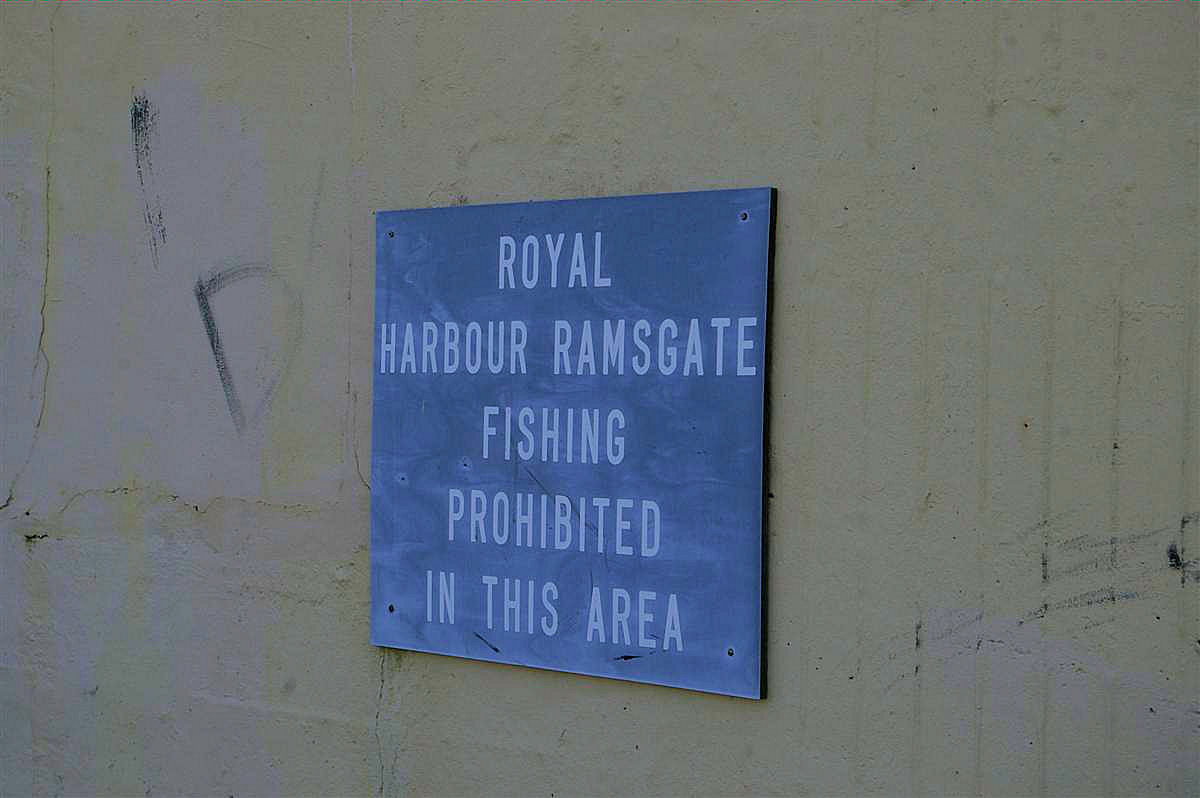 ROYAL
HARBOUR RAMSGATE
FISHING
PROHIBITED
IN THIS AREA